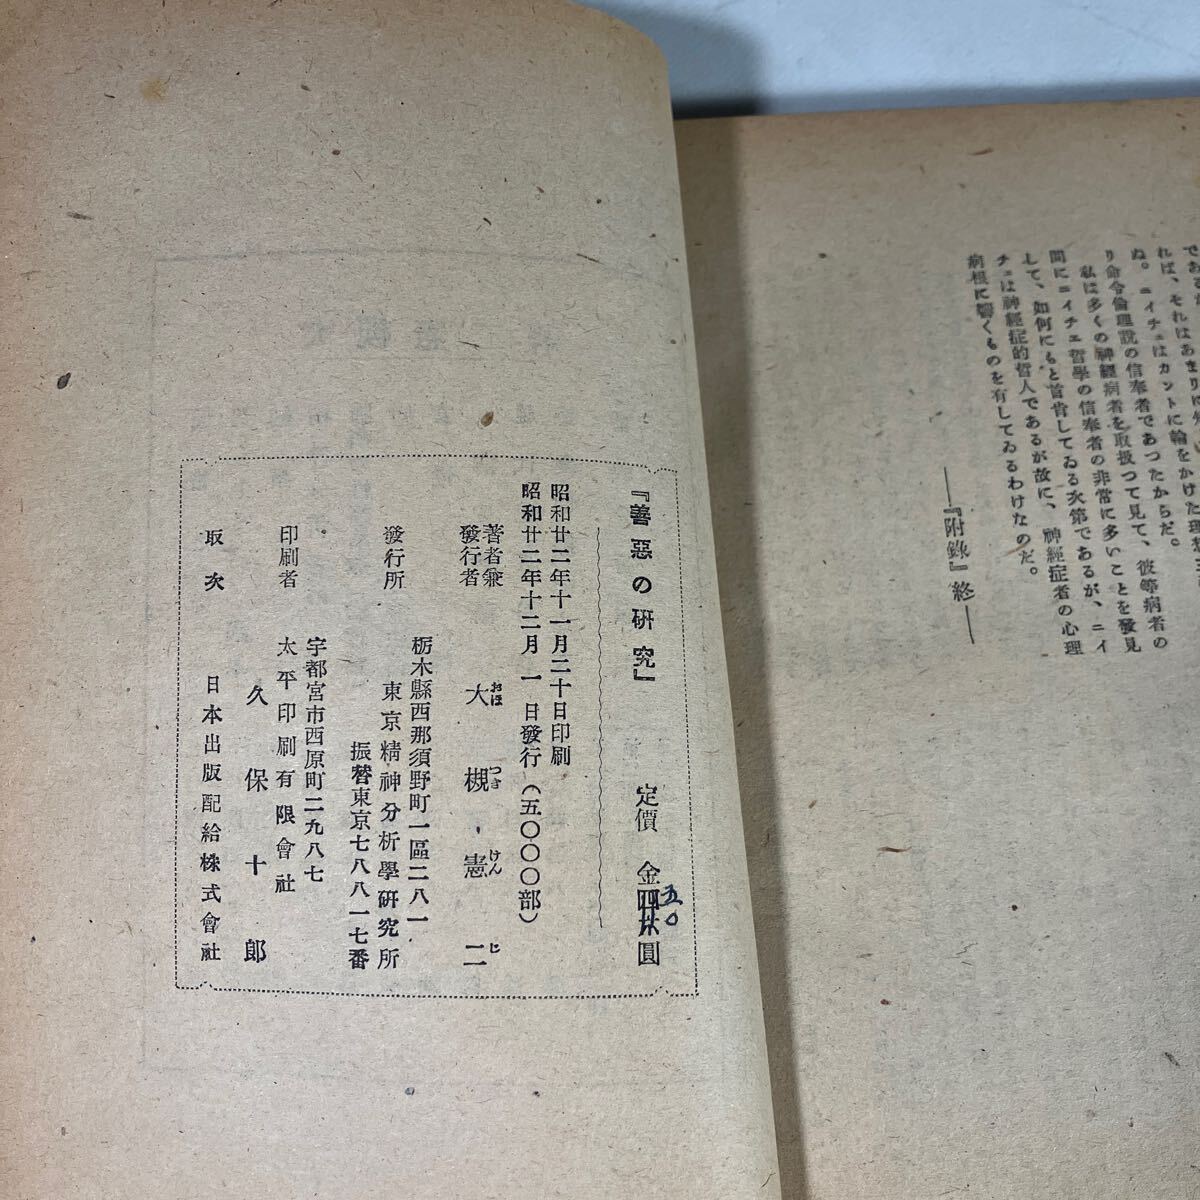 れば、それはあまりに
ぬ。ニイチェはカントに輪をかけた理
り命令倫理説の信奉者であつたからだ。
私は多くの神經病者を取扱つて見て、彼等病者の
間にニイチェ哲學の信奉者の非常に多いことを發見
して、如何にもと首肯してゐる次第であるが、ニイ
チェは神經症的哲人であるが故に、神經症者の心理
病根に響くものを有してゐるわけなのだ。
――『附錄』終――
『善惡の硏究』 定價 金圓
五〇
昭和廿二年十一月二十日印刷
昭和廿二年十二月 一日發行(五〇〇〇部)
著者兼發行者 大槻憲二
おほ つき けん じ
栃木縣西那須野町一區二八一
發行所 東京精神分析學硏究所
振替東京七八八一七番
宇都宮市西原町二九八七
印刷者 太平印刷有限會社
久保十郎
取次 日本出版配給株式會社